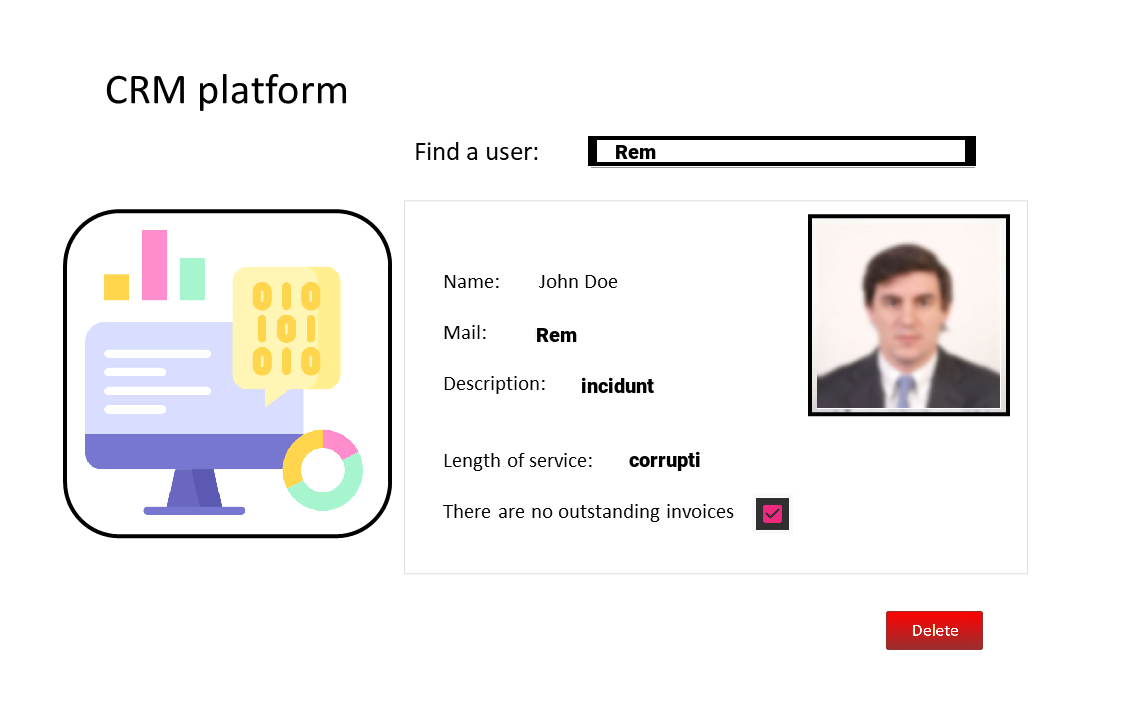 CRM platform
Find a user: Rem
010
101
010
Name: John Doe
Mail: Rem
Description: incidunt
Length of service: corrupti
There are no outstanding invoices
Delete